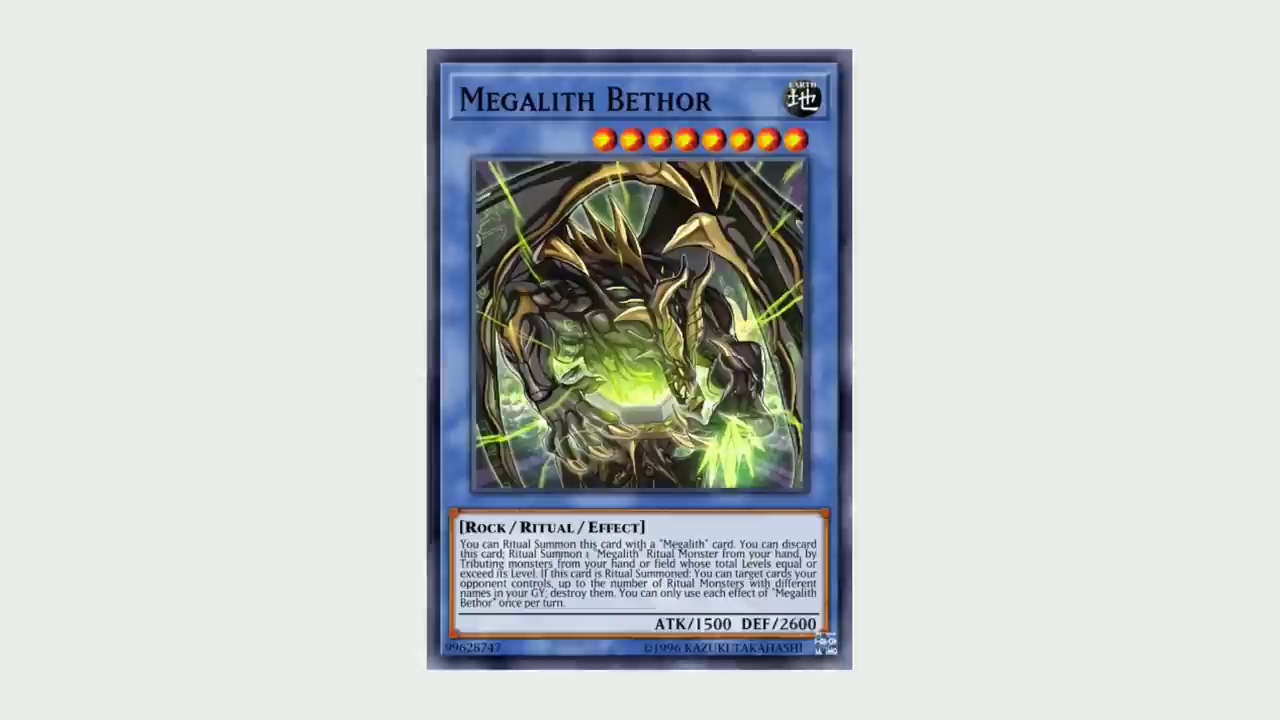 MEGALITH BETHOR
EARTH
地
[ROCK / RITUAL / EFFECT]
You can Ritual Summon this card with a "Megalith" card. You can discard
this card; Ritual Summon 1 "Megalith" Ritual Monster from your hand, by
Tributing monsters from your hand or field whose total Levels equal or
exceed its Level. If this card is Ritual Summoned: You can target cards your
opponent controls, up to the number of Ritual Monsters with different
names in your GY; destroy them. You can only use each effect of "Megalith
Bethor" once per turn.
ATK/1500 DEF/2600
99628747
©1996 KAZUKI TAKAHASHI